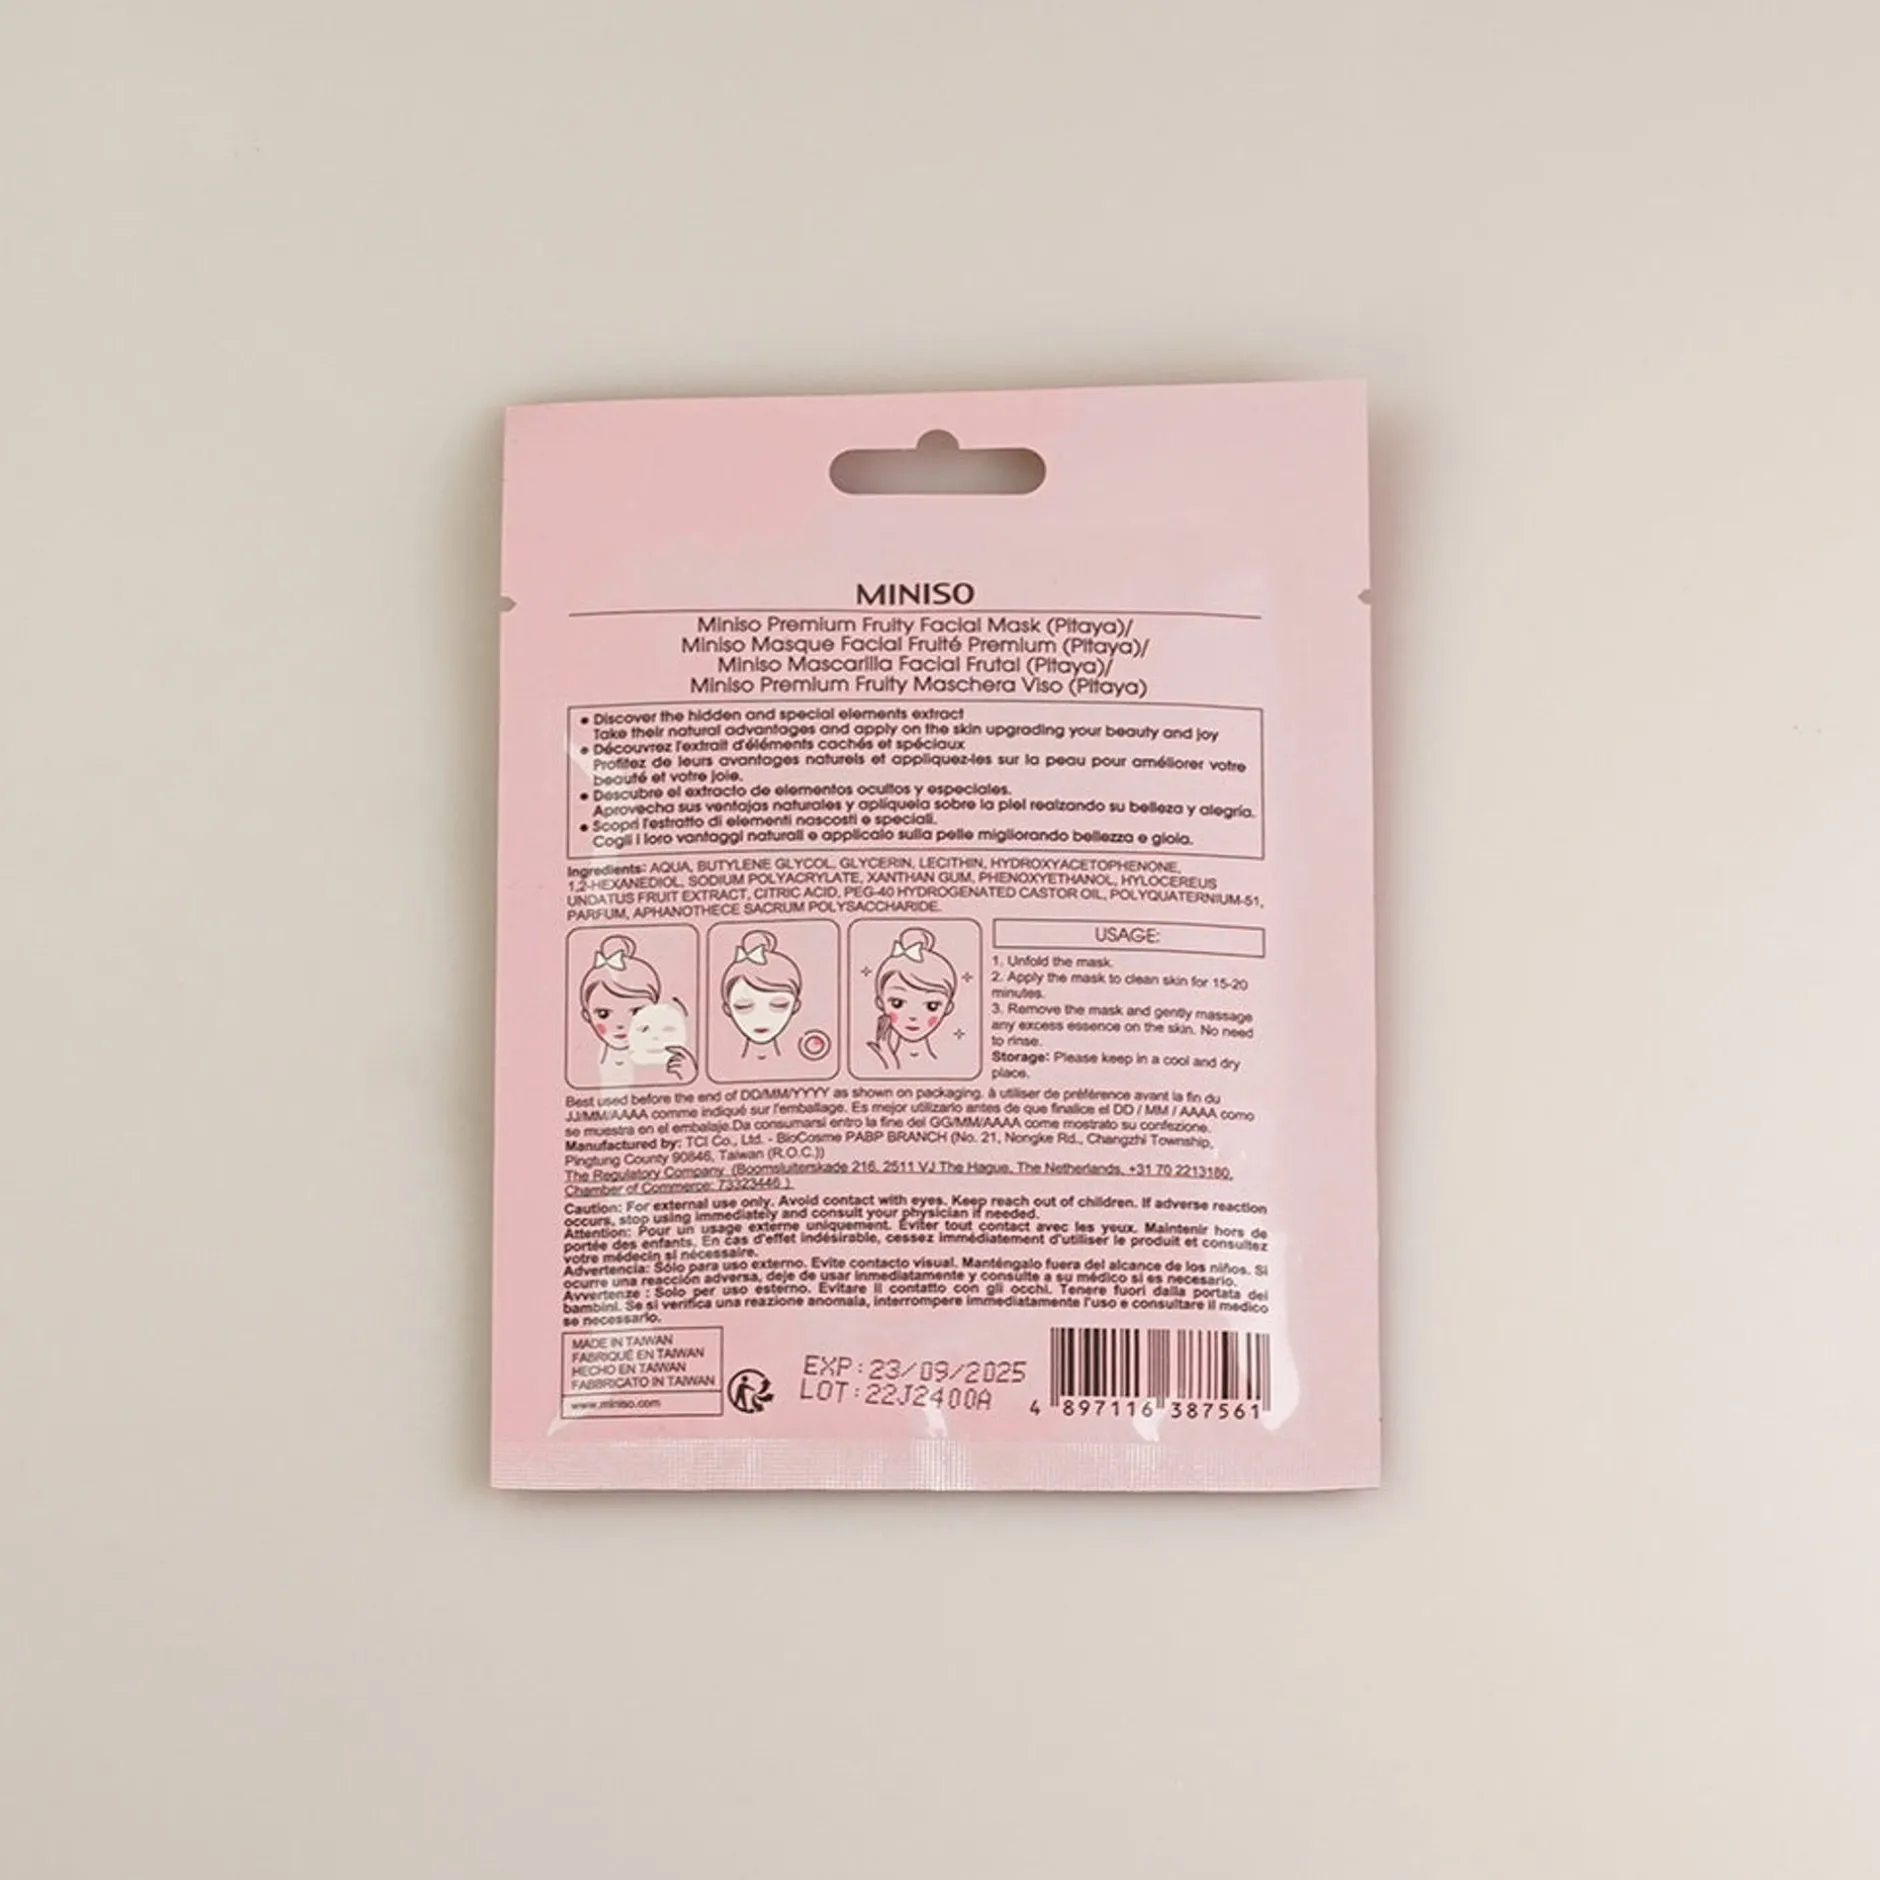 MINISO
Miniso Premium Fruity Facial Mask (Pitaya)/
Miniso Masque Facial Fruité Premium (Pitaya)/
Miniso Mascarilla Facial Frutal (Pitaya)/
Miniso Premium Fruity Maschera Viso (Pitaya)
• Discover the hidden and special elements extract
Take their natural advantages and apply on the skin upgrading your beauty and joy
• Découvrez l'extrait d'éléments cachés et spéciaux
Profitez de leurs avantages naturels et appliquez-les sur la peau pour améliorer votre
beauté et votre joie.
• Descubre el extracto de elementos ocultos y especiales.
Aprovecha sus ventajas naturales y aplíquela sobre la piel realzando su belleza y alegría.
• Scopri l'estratto di elementi nascosti e speciali.
Cogli i loro vantaggi naturali e applicalo sulla pelle migliorando bellezza e gioia.
Ingredients: AQUA, BUTYLENE GLYCOL, GLYCERIN, LECITHIN, HYDROXYACETOPHENONE,
1,2-HEXANEDIOL, SODIUM POLYACRYLATE, XANTHAN GUM, PHENOXYETHANOL, HYLOCEREUS
UNDATUS FRUIT EXTRACT, CITRIC ACID, PEG-40 HYDROGENATED CASTOR OIL, POLYQUATERNIUM-51,
PARFUM, APHANOTHECE SACRUM POLYSACCHARIDE.
USAGE:
1. Unfold the mask.
2. Apply the mask to clean skin for 15-20
minutes.
3. Remove the mask and gently massage
any excess essence on the skin. No need
to rinse.
Storage: Please keep in a cool and dry
place.
Best used before the end of DD/MM/YYYY as shown on packaging. à utiliser de préférence avant la fin du
JJ/MM/AAAA comme indiqué sur l'emballage. Es mejor utilizarlo antes de que finalice el DD / MM / AAAA como
se muestra en el embalaje.Da consumarsi entro la fine del GG/MM/AAAA come mostrato su confezione.
Manufactured by: TCI Co., Ltd. - BioCosme PABP BRANCH (No. 21, Nongke Rd., Changzhi Township,
Pingtung County 90846, Taiwan (R.O.C.))
The Regulatory Company (Boomsluiterskade 216, 2511 VJ The Hague, The Netherlands, +31 70 2213180,
Chamber of Commerce: 73323446 )
Caution: For external use only. Avoid contact with eyes. Keep reach out of children. If adverse reaction
occurs, stop using immediately and consult your physician if needed.
Attention: Pour un usage externe uniquement. Éviter tout contact avec les yeux. Maintenir hors de
portée des enfants. En cas d'effet indésirable, cessez immédiatement d'utiliser le produit et consultez
votre médecin si nécessaire.
Advertencia: Sólo para uso externo. Evite contacto visual. Manténgalo fuera del alcance de los niños. Si
ocurre una reacción adversa, deje de usar inmediatamente y consulte a su médico si es necesario.
Avvertenze : Solo per uso esterno. Evitare il contatto con gli occhi. Tenere fuori dalla portata dei
bambini. Se si verifica una reazione anomala, interrompere immediatamente l'uso e consultare il medico
se necessario.
MADE IN TAIWAN
FABRIQUÉ EN TAIWAN
HECHO EN TAIWAN
FABBRICATO IN TAIWAN
www.miniso.com
EXP:23/09/2025
LOT:22J2400A
4 897116 387561